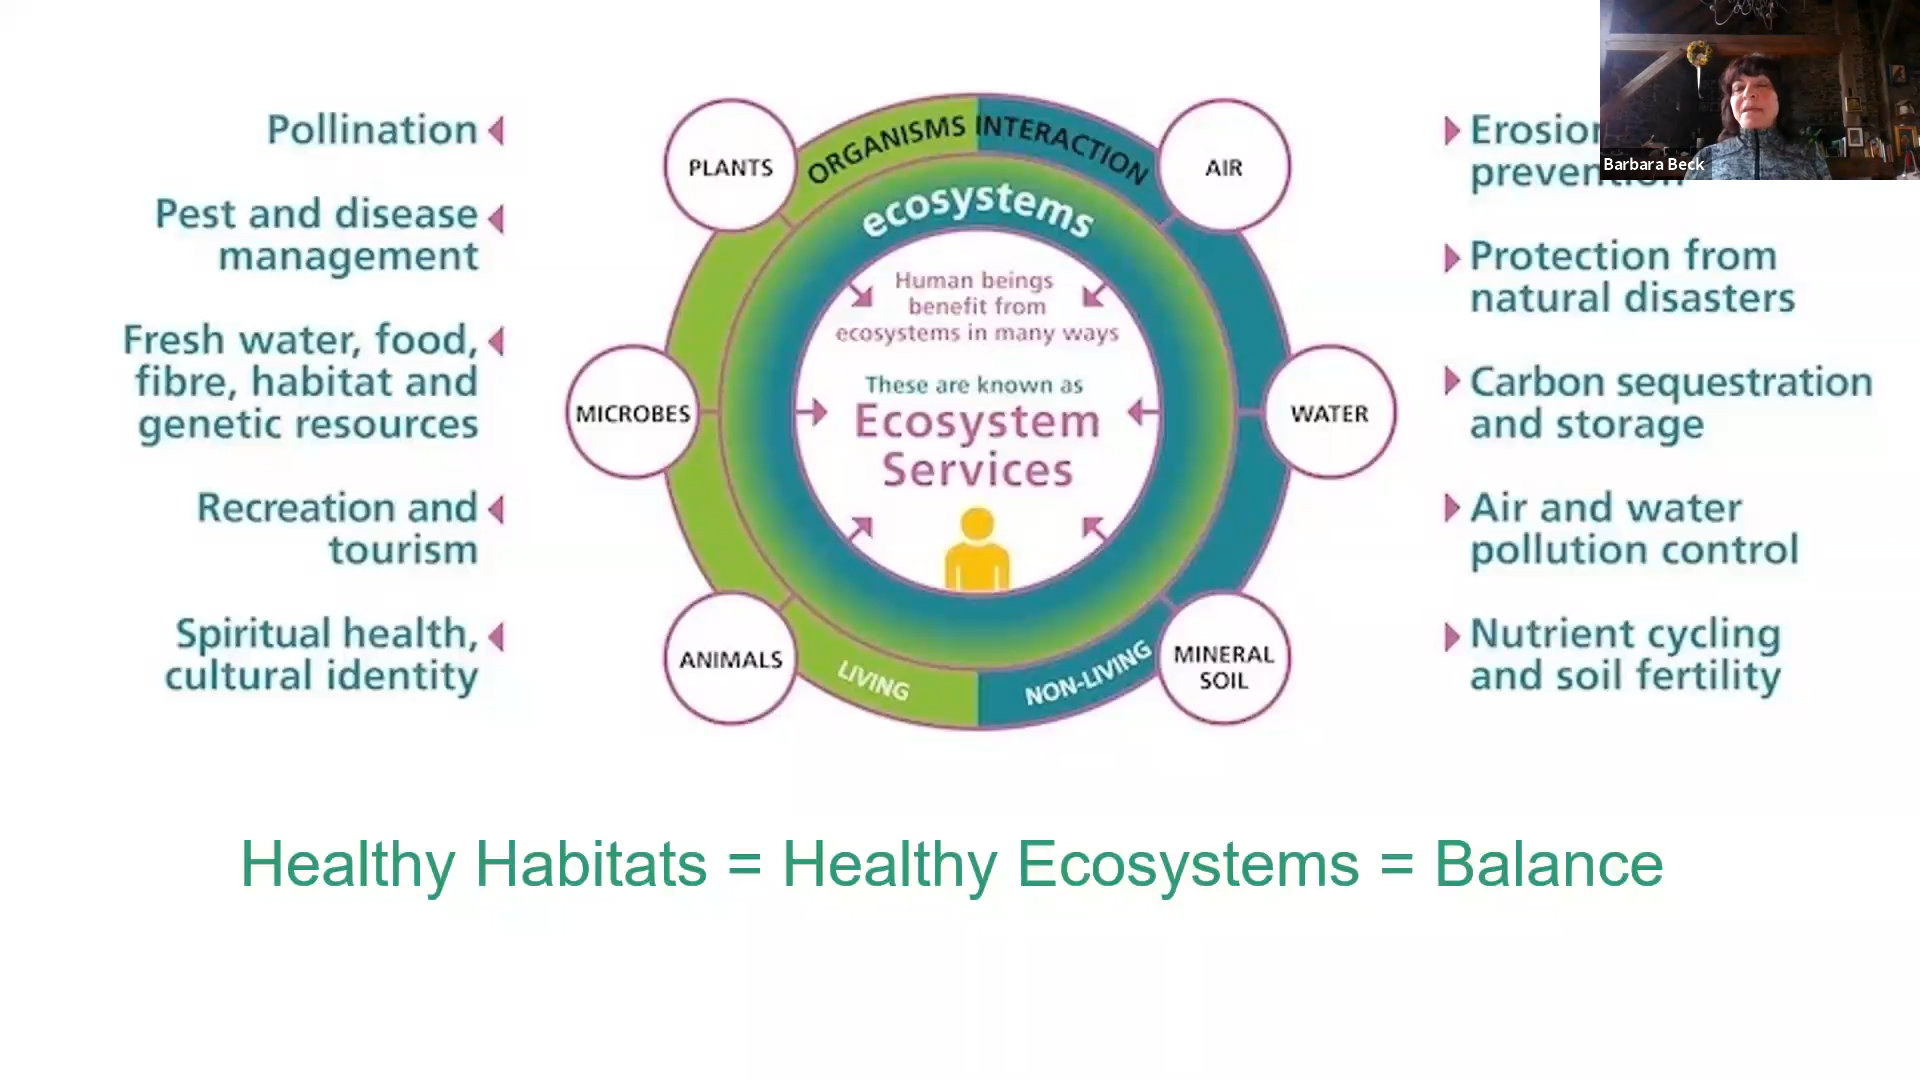 Pollination
Pest and disease
management
Fresh water, food,
fibre, habitat and
genetic resources
Recreation and
tourism
Spiritual health,
cultural identity
PLANTS
MICROBES
ANIMALS
ORGANISMS
INTERACTION
ecosystems
Human beings
benefit from
ecosystems in many ways
These are known as
Ecosystem
Services
LIVING
NON-LIVING
AIR
WATER
MINERAL
SOIL
Erosion
prevention
Protection from
natural disasters
Carbon sequestration
and storage
Air and water
pollution control
Nutrient cycling
and soil fertility
Barbara Beck
Healthy Habitats = Healthy Ecosystems = Balance